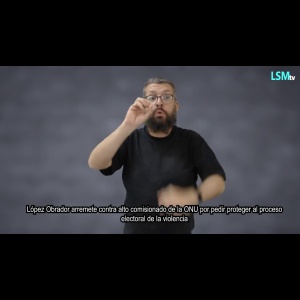 LSMtv
López Obrador arremete contra alto comisionado de la ONU por pedir proteger al proceso
electoral de la violencia